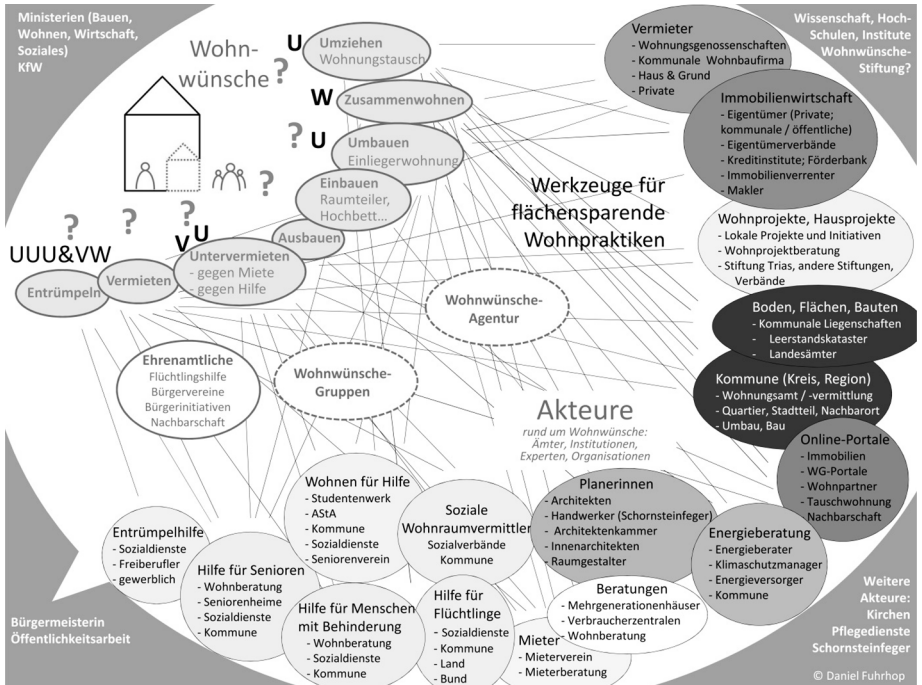 Ministerien (Bauen,
Wohnen, Wirtschaft,
Soziales)
KfW
Wissenschaft, Hoch-
Schulen, Institute
Wohnwünsche-
Stiftung?
Wohn-
wünsche
?
?
?
?
?
?
U
Umziehen
Wohnungstausch
W
Zusammenwohnen
U
Umbauen
Einliegerwohnung
Einbauen
Raumteiler,
Hochbett...
Ausbauen
V U
Untervermieten
- gegen Miete
- gegen Hilfe
Vermieten
UUU&VW
Entrümpeln
Werkzeuge für
flächensparende
Wohnpraktiken
Vermieter
- Wohnungsgenossenschaften
- Kommunale Wohnbaufirma
- Haus & Grund
- Private
Immobilienwirtschaft
- Eigentümer (Private;
kommunale / öffentliche)
- Eigentümerverbände
- Kreditinstitute; Förderbank
- Immobilienverrenter
- Makler
Wohnprojekte, Hausprojekte
- Lokale Projekte und Initiativen
- Wohnprojektberatung
- Stiftung Trias, andere Stiftungen,
Verbände
Boden, Flächen, Bauten
- Kommunale Liegenschaften
- Leerstandskataster
- Landesämter
Kommune (Kreis, Region)
- Wohnungsamt / -vermittlung
- Quartier, Stadtteil, Nachbarort
- Umbau, Bau
Online-Portale
- Immobilien
- WG-Portale
- Wohnpartner
- Tauschwohnung
Nachbarschaft
Wohnwünsche-
Agentur
Wohnwünsche-
Gruppen
Ehrenamtliche
Flüchtlingshilfe
Bürgervereine
Bürgerinitiativen
Nachbarschaft
Akteure
rund um Wohnwünsche:
Ämter, Institutionen,
Experten, Organisationen
Entrümpelhilfe
- Sozialdienste
- Freiberufler
- gewerblich
Hilfe für Senioren
- Wohnberatung
- Seniorenheime
- Sozialdienste
- Kommune
Wohnen für Hilfe
- Studentenwerk
- AStA
- Kommune
- Sozialdienste
- Seniorenverein
Hilfe für Menschen
mit Behinderung
- Wohnberatung
- Sozialdienste
- Kommune
Soziale
Wohnraumvermittler
Sozialverbände
Kommune
Hilfe für
Flüchtlinge
- Sozialdienste
- Kommune
- Land
- Bund
Mieter
- Mieterverein
- Mieterberatung
Planerinnen
- Architekten
- Handwerker (Schornsteinfeger)
- Architektenkammer
- Innenarchitekten
- Raumgestalter
Beratungen
- Mehrgenerationenhäuser
- Verbraucherzentralen
- Wohnberatung
Energieberatung
- Energieberater
- Klimaschutzmanager
- Energieversorger
- Kommune
Bürgermeisterin
Öffentlichkeitsarbeit
Weitere
Akteure:
Kirchen
Pflegedienste
Schornsteinfeger
© Daniel Fuhrhop